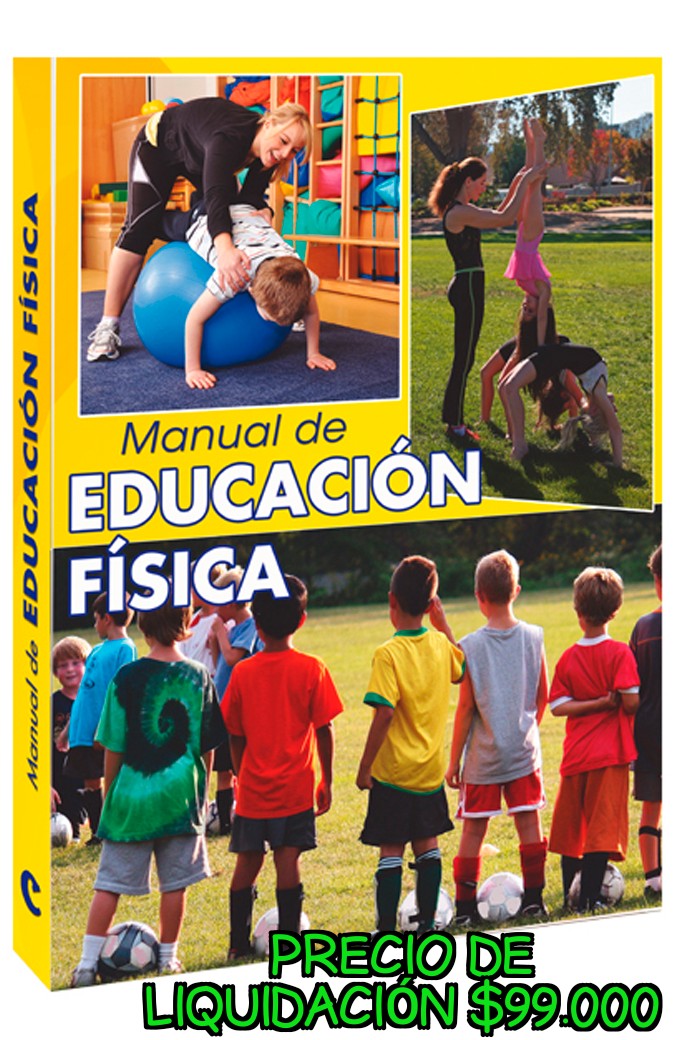 Manual de
EDUCACIÓN
FÍSICA
Manual de EDUCACIÓN FÍSICA
PRECIO DE
LIQUIDACIÓN $99.000